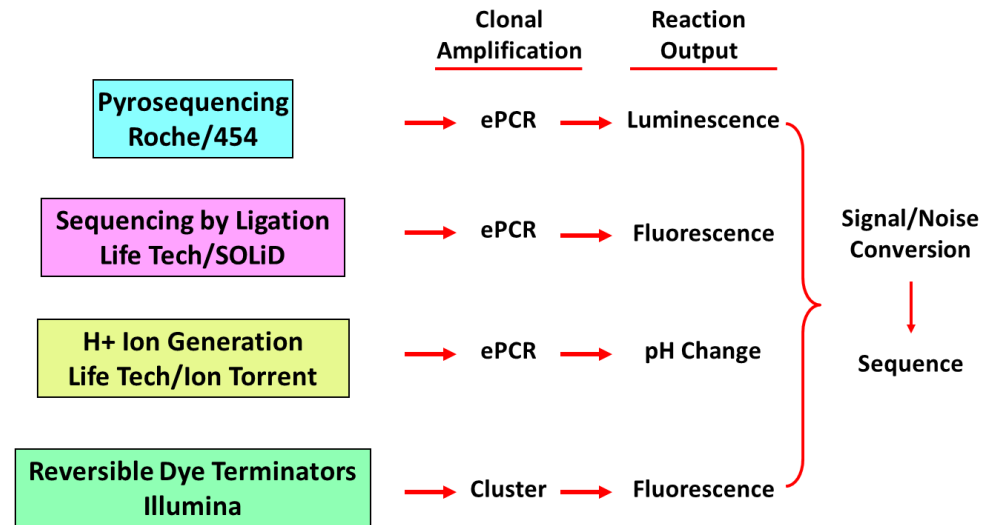 Clonal
Amplification
Reaction
Output
Pyrosequencing
Roche/454
ePCR
Luminescence
Sequencing by Ligation
Life Tech/SOLiD
ePCR
Fluorescence
Signal/Noise
Conversion
H+ Ion Generation
Life Tech/Ion Torrent
ePCR
pH Change
Sequence
Reversible Dye Terminators
Illumina
Cluster
Fluorescence